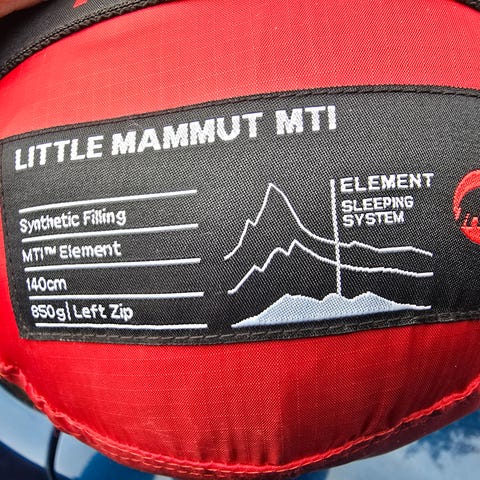 LITTLE MAMMUT MTI
Synthetic Filling
MTI™ Element
140cm
850g|Left Zip
ELEMENT
SLEEPING
SYSTEM